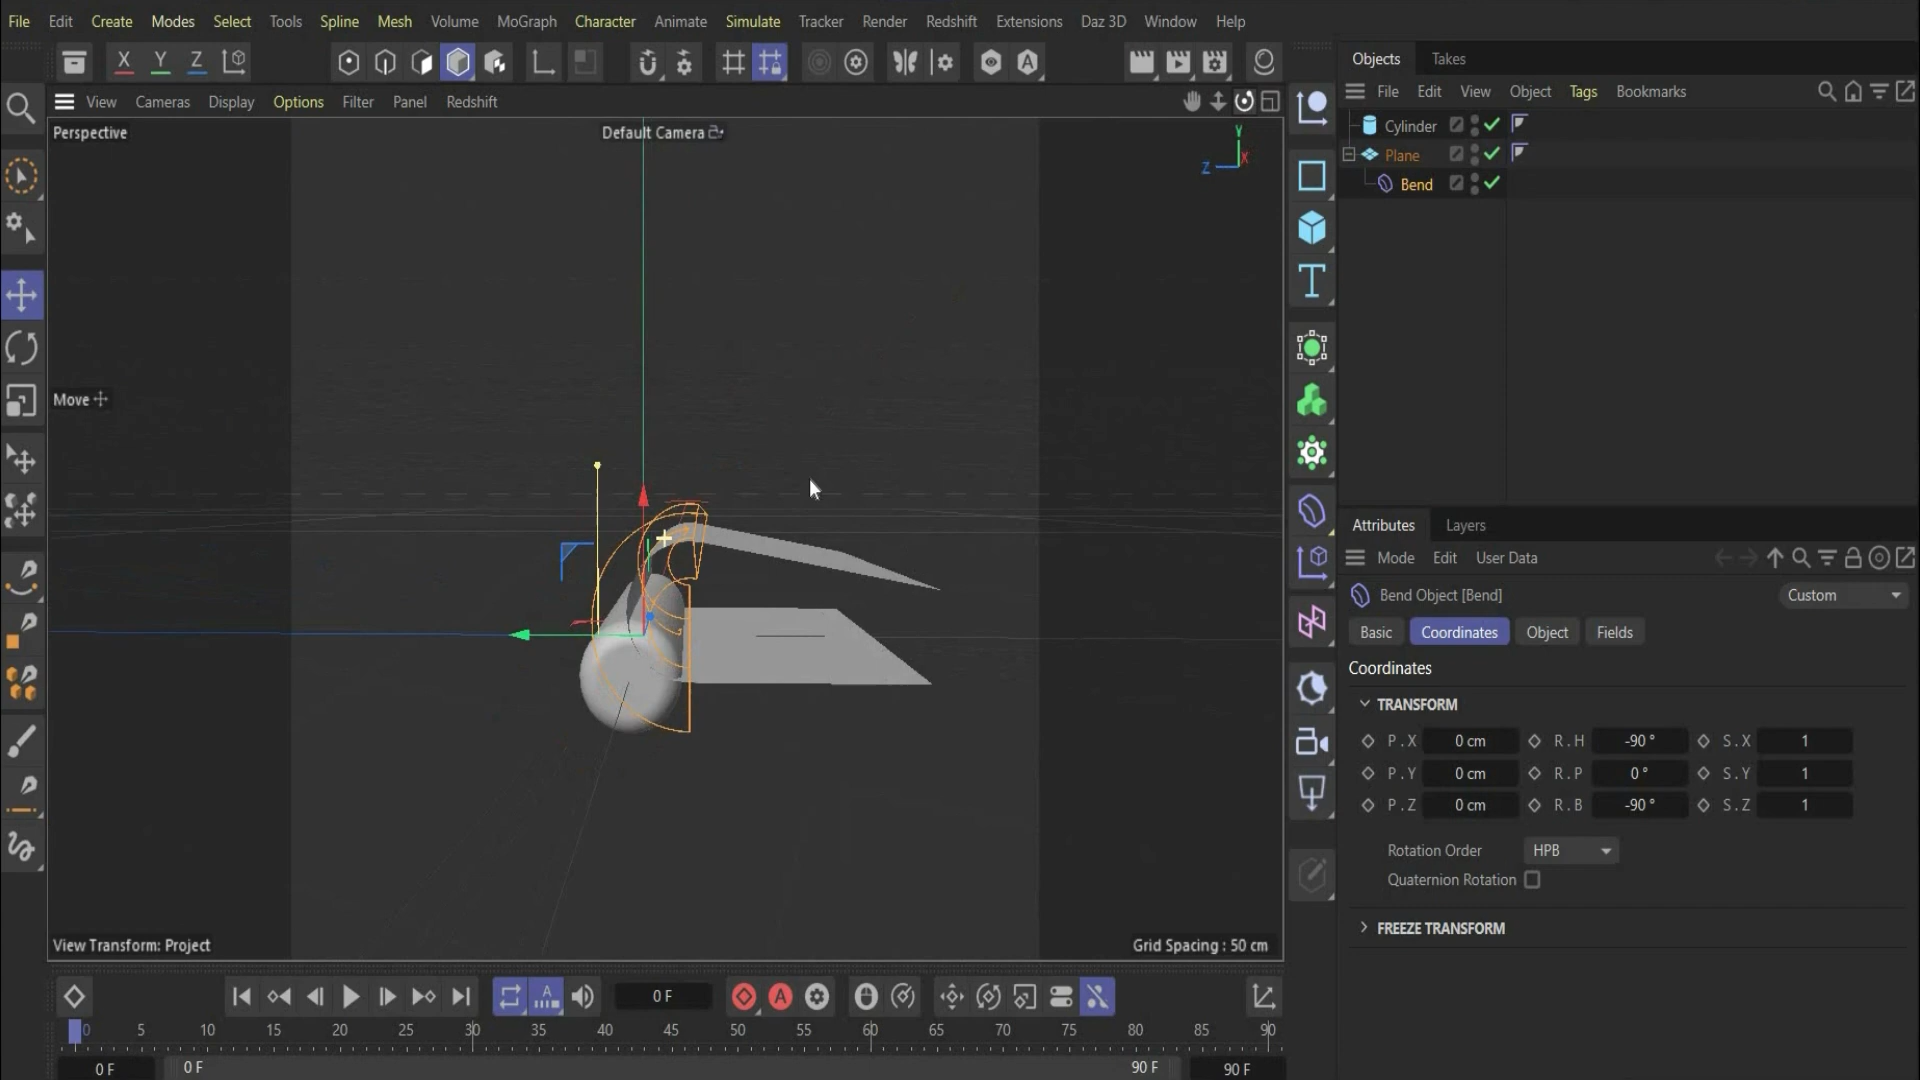 File Edit Create Modes Select Tools Spline Mesh Volume MoGraph Character Animate Simulate Tracker Render Redshift Extensions Daz 3D Window Help
X Y Z
View Cameras Display Options Filter Panel Redshift
Perspective
Default Camera
Y
X
Z
Move
View Transform: Project
Grid Spacing : 50 cm
Objects Takes
File Edit View Object Tags Bookmarks
Cylinder
Plane
Bend
Attributes Layers
Mode Edit User Data
Bend Object [Bend]
Custom
Basic Coordinates Object Fields
Coordinates
TRANSFORM
P . X 0 cm R . H -90 ° S . X 1
P . Y 0 cm R . P 0 ° S . Y 1
P . Z 0 cm R . B -90 ° S . Z 1
Rotation Order HPB
Quaternion Rotation
FREEZE TRANSFORM
0 F
0 5 10 15 20 25 30 35 40 45 50 55 60 65 70 75 80 85 90
0 F 0 F 90 F 90 F